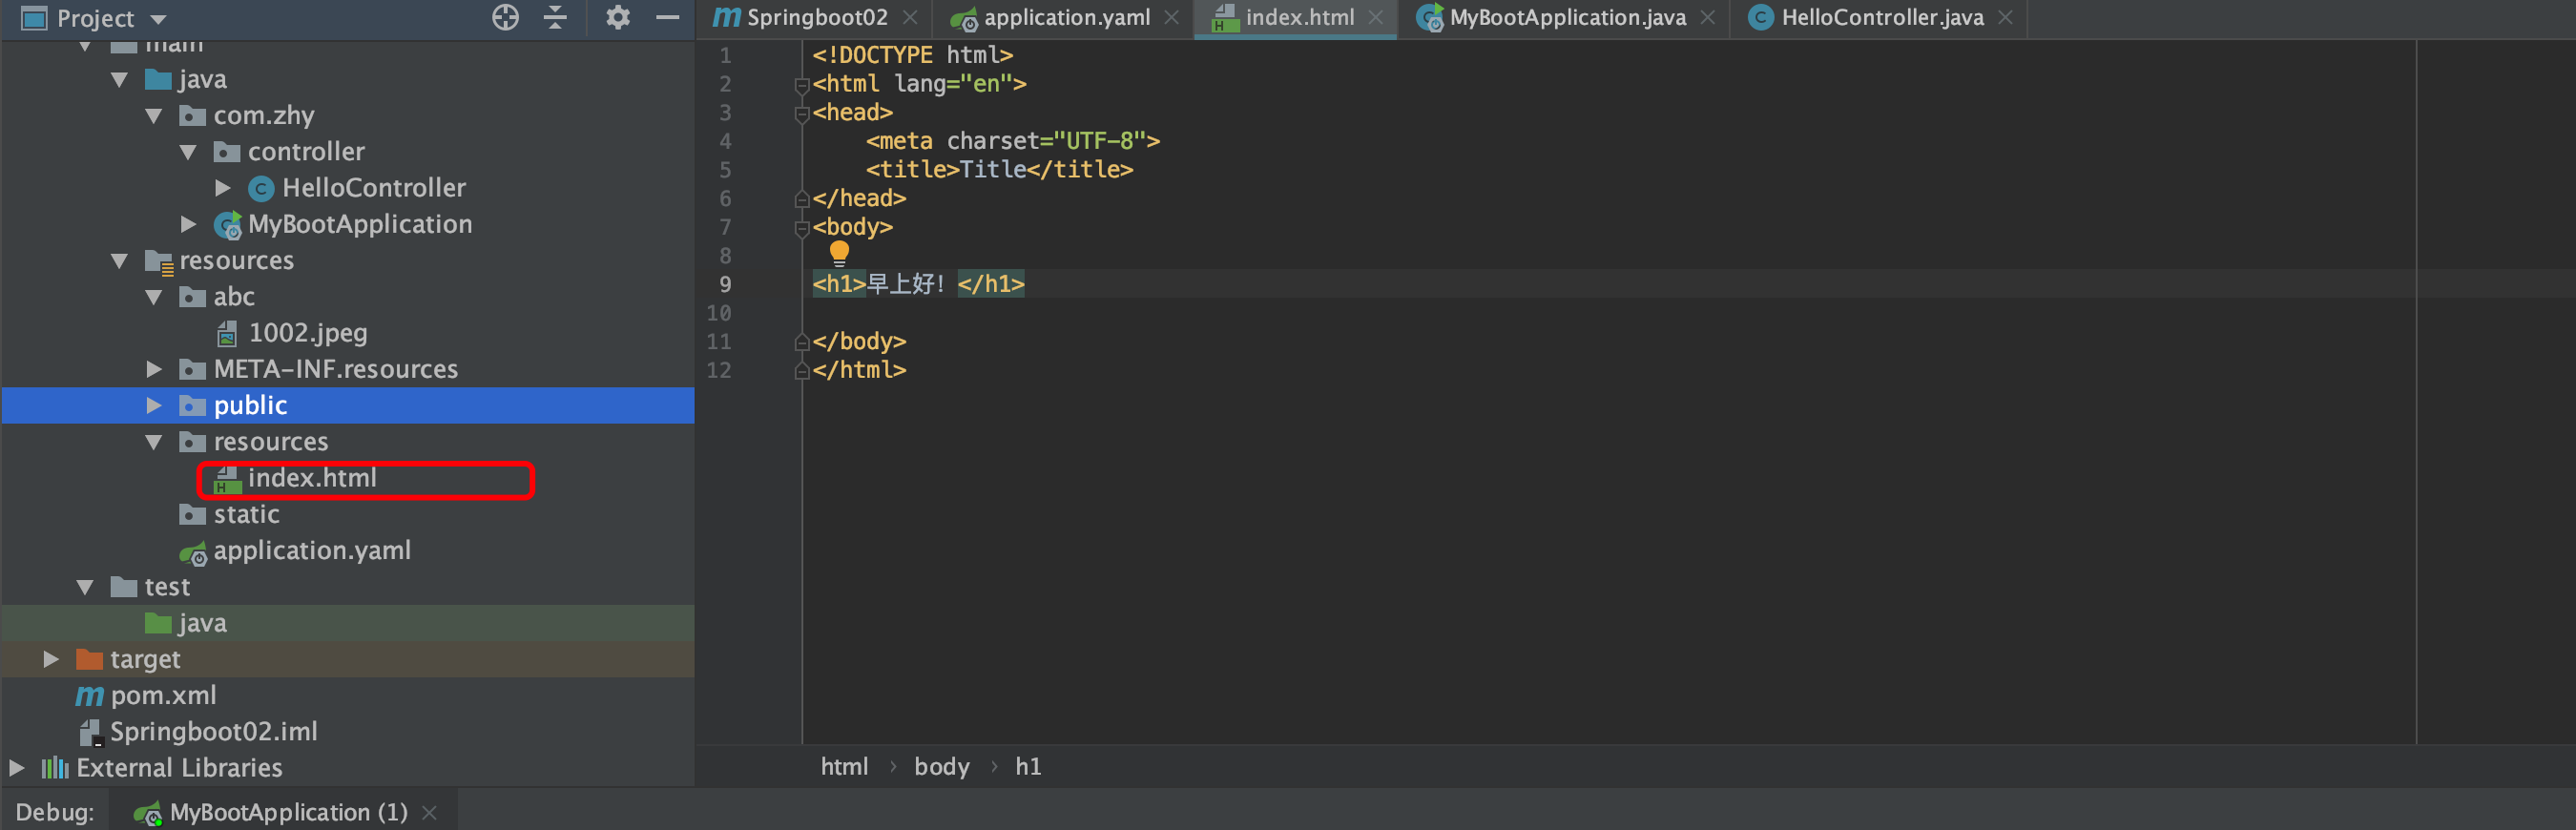 Project
main
java
com.zhy
controller
HelloController
MyBootApplication
resources
abc
1002.jpeg
META-INF.resources
public
resources
index.html
static
application.yaml
test
java
target
pom.xml
Springboot02.iml
External Libraries
Springboot02
application.yaml
index.html
MyBootApplication.java
HelloController.java
1 <!DOCTYPE html>
2 <html lang="en">
3 <head>
4 <meta charset="UTF-8">
5 <title>Title</title>
6 </head>
7 <body>
8
9 <h1>早上好！</h1>
10
11 </body>
12 </html>
html › body › h1
Debug: MyBootApplication (1)